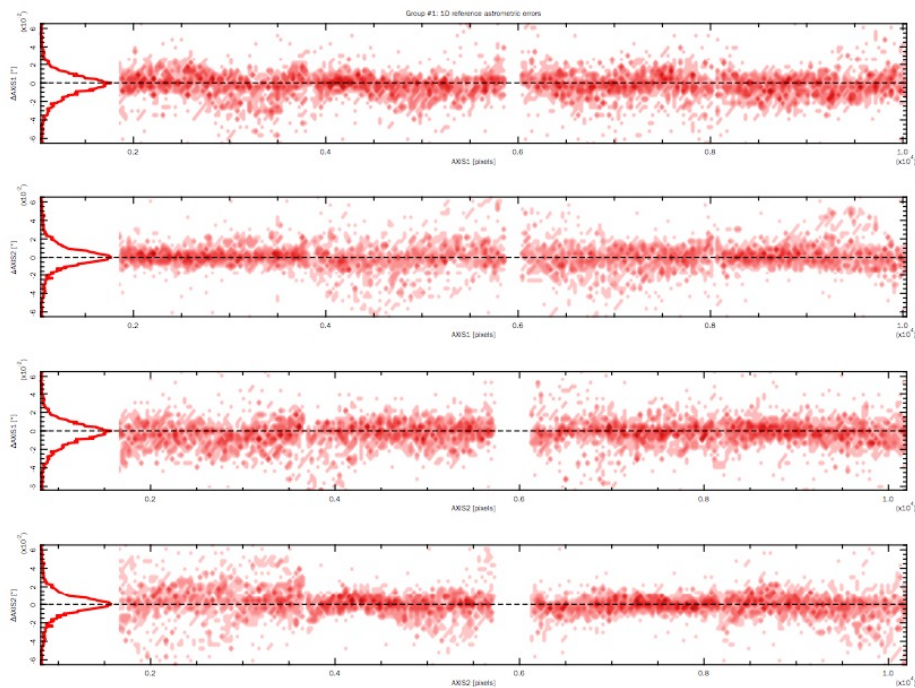 Group #1: 1D reference astrometric errors
(x10⁻²)
ΔAXIS1 ["]
6
4
2
0
-2
-4
-6
0.2 0.4 0.6 0.8 1.0
AXIS1 [pixels]
(x10⁴)
(x10⁻²)
ΔAXIS2 ["]
6
4
2
0
-2
-4
-6
0.2 0.4 0.6 0.8 1.0
AXIS1 [pixels]
(x10⁴)
(x10⁻²)
ΔAXIS1 ["]
6
4
2
0
-2
-4
-6
0.2 0.4 0.6 0.8 1.0
AXIS2 [pixels]
(x10⁴)
(x10⁻²)
ΔAXIS2 ["]
6
4
2
0
-2
-4
-6
0.2 0.4 0.6 0.8 1.0
AXIS2 [pixels]
(x10⁴)